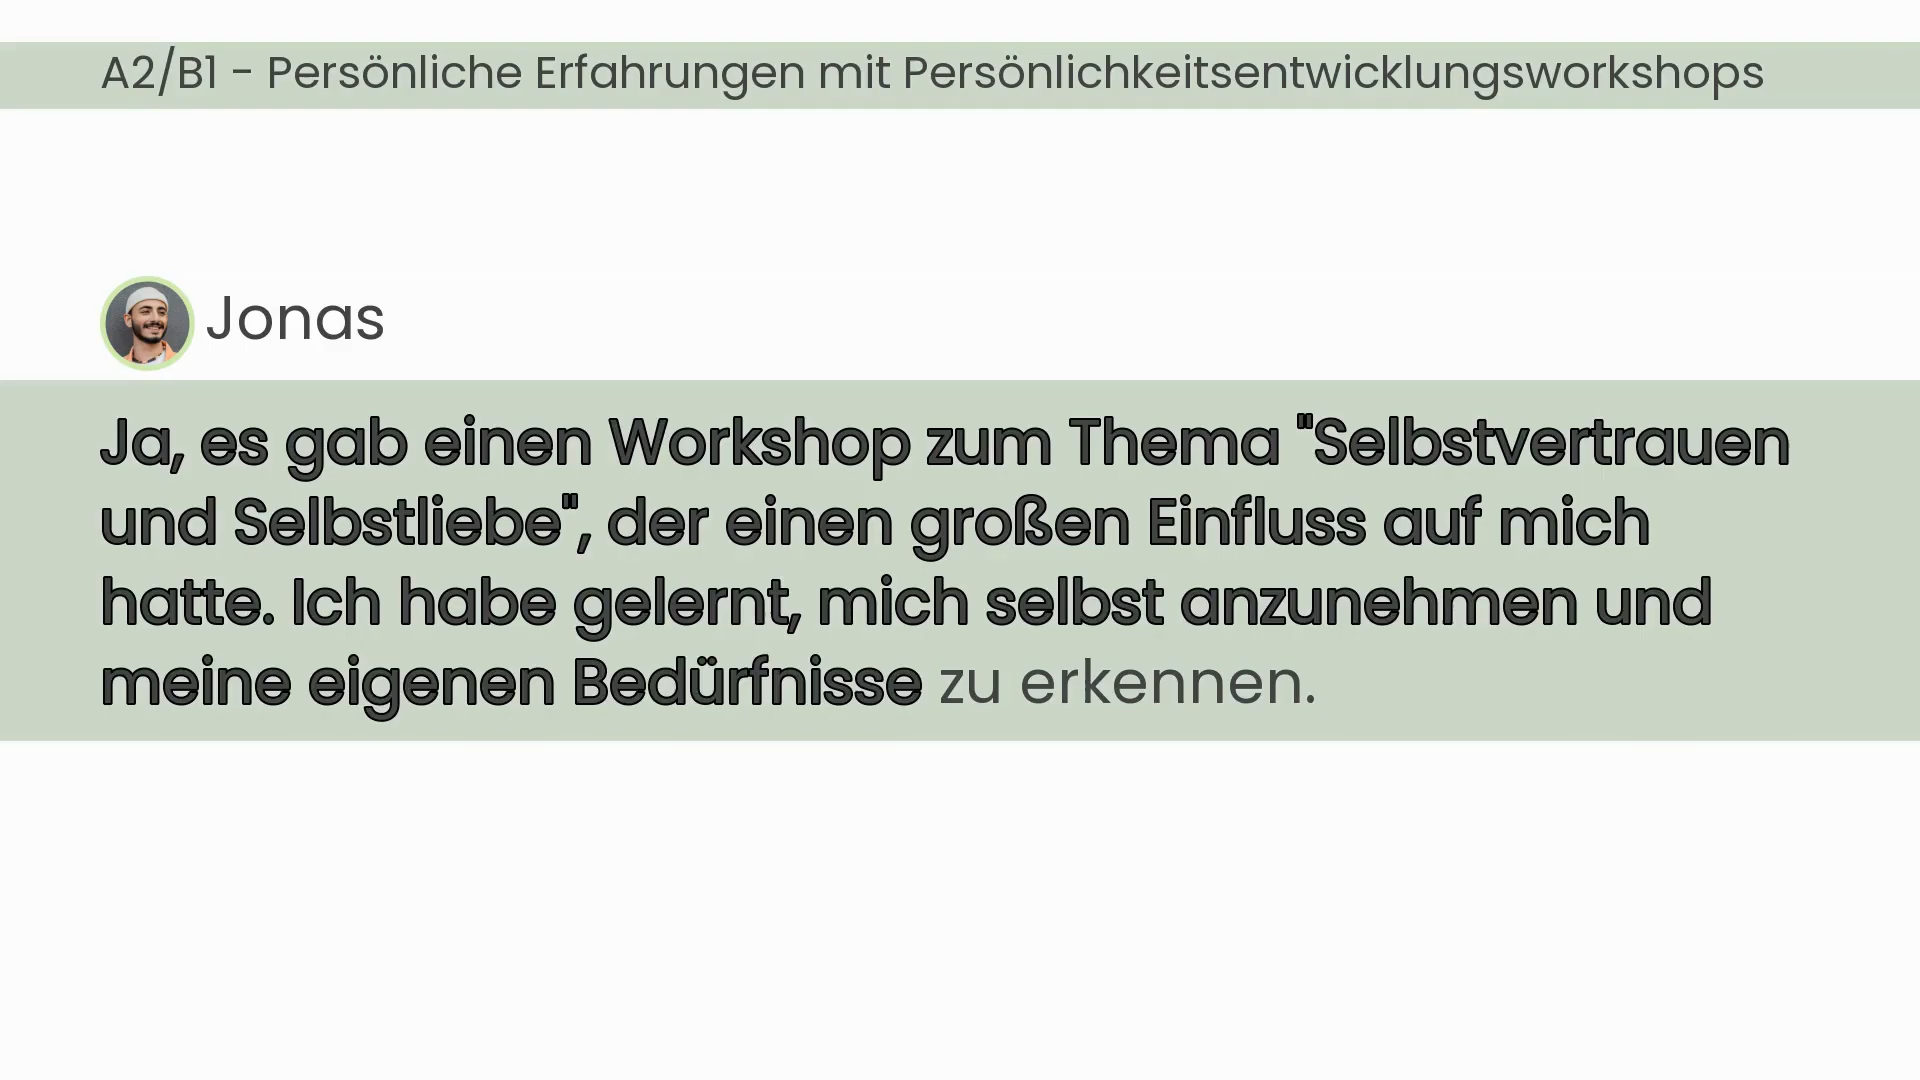 A2/B1 - Persönliche Erfahrungen mit Persönlichkeitsentwicklungsworkshops
Jonas
Ja, es gab einen Workshop zum Thema "Selbstvertrauen
und Selbstliebe", der einen großen Einfluss auf mich
hatte. Ich habe gelernt, mich selbst anzunehmen und
meine eigenen Bedürfnisse zu erkennen.